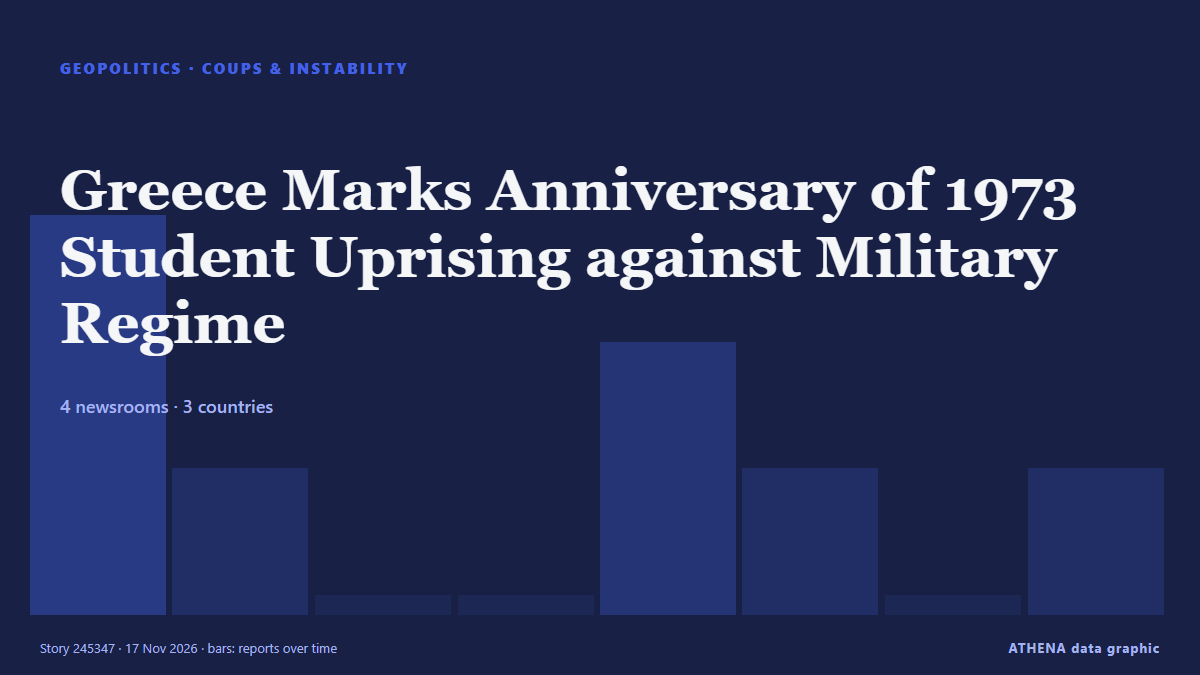 GEOPOLITICS · COUPS & INSTABILITY
Greece Marks Anniversary of 1973
Student Uprising against Military
Regime
4 newsrooms · 3 countries
Story 245347 · 17 Nov 2026 · bars: reports over time
ATHENA data graphic